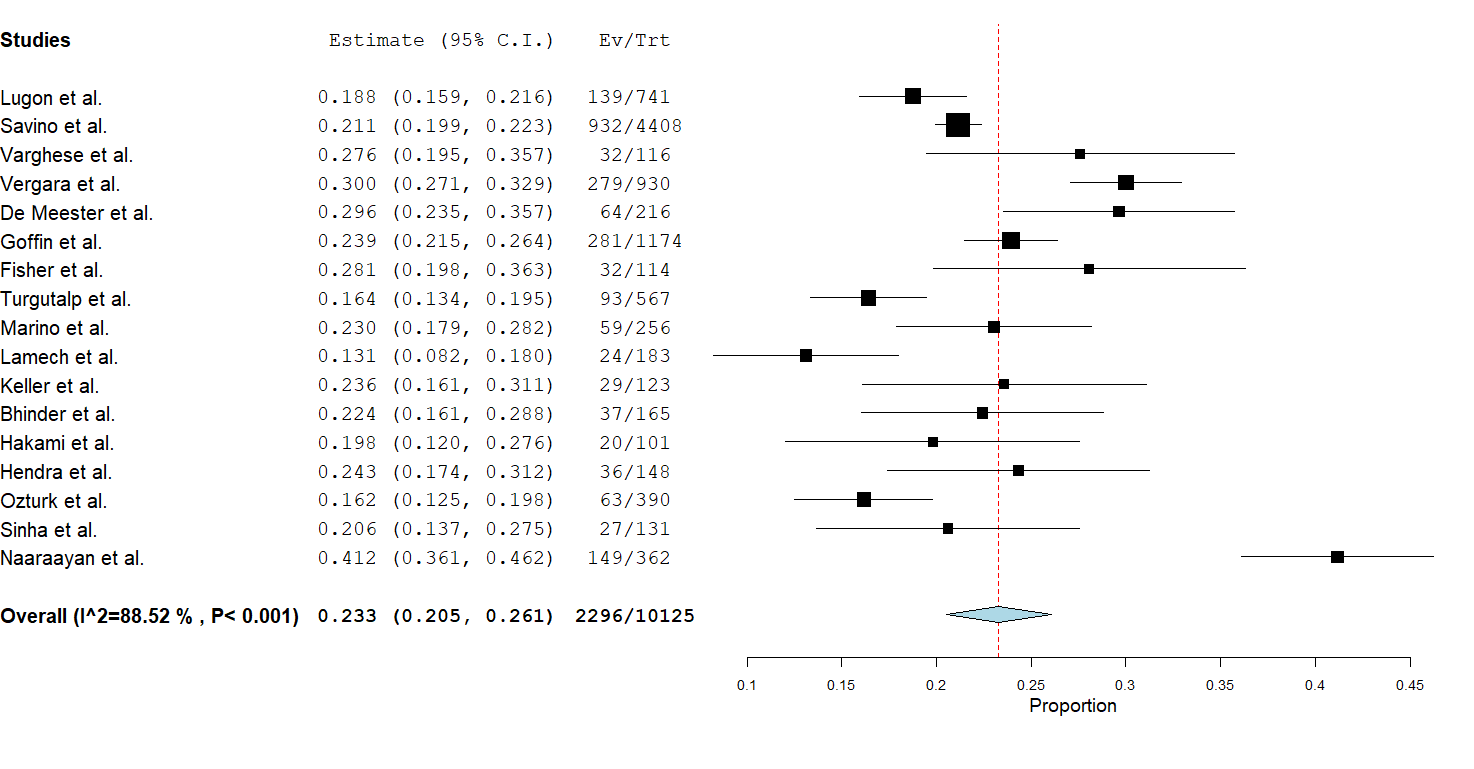 Studies Estimate (95% C.I.) Ev/Trt
Lugon et al. 0.188 (0.159, 0.216) 139/741
Savino et al. 0.211 (0.199, 0.223) 932/4408
Varghese et al. 0.276 (0.195, 0.357) 32/116
Vergara et al. 0.300 (0.271, 0.329) 279/930
De Meester et al. 0.296 (0.235, 0.357) 64/216
Goffin et al. 0.239 (0.215, 0.264) 281/1174
Fisher et al. 0.281 (0.198, 0.363) 32/114
Turgutalp et al. 0.164 (0.134, 0.195) 93/567
Marino et al. 0.230 (0.179, 0.282) 59/256
Lamech et al. 0.131 (0.082, 0.180) 24/183
Keller et al. 0.236 (0.161, 0.311) 29/123
Bhinder et al. 0.224 (0.161, 0.288) 37/165
Hakami et al. 0.198 (0.120, 0.276) 20/101
Hendra et al. 0.243 (0.174, 0.312) 36/148
Ozturk et al. 0.162 (0.125, 0.198) 63/390
Sinha et al. 0.206 (0.137, 0.275) 27/131
Naaraayan et al. 0.412 (0.361, 0.462) 149/362
Overall (I^2=88.52 % , P< 0.001) 0.233 (0.205, 0.261) 2296/10125
0.1 0.15 0.2 0.25 0.3 0.35 0.4 0.45
Proportion